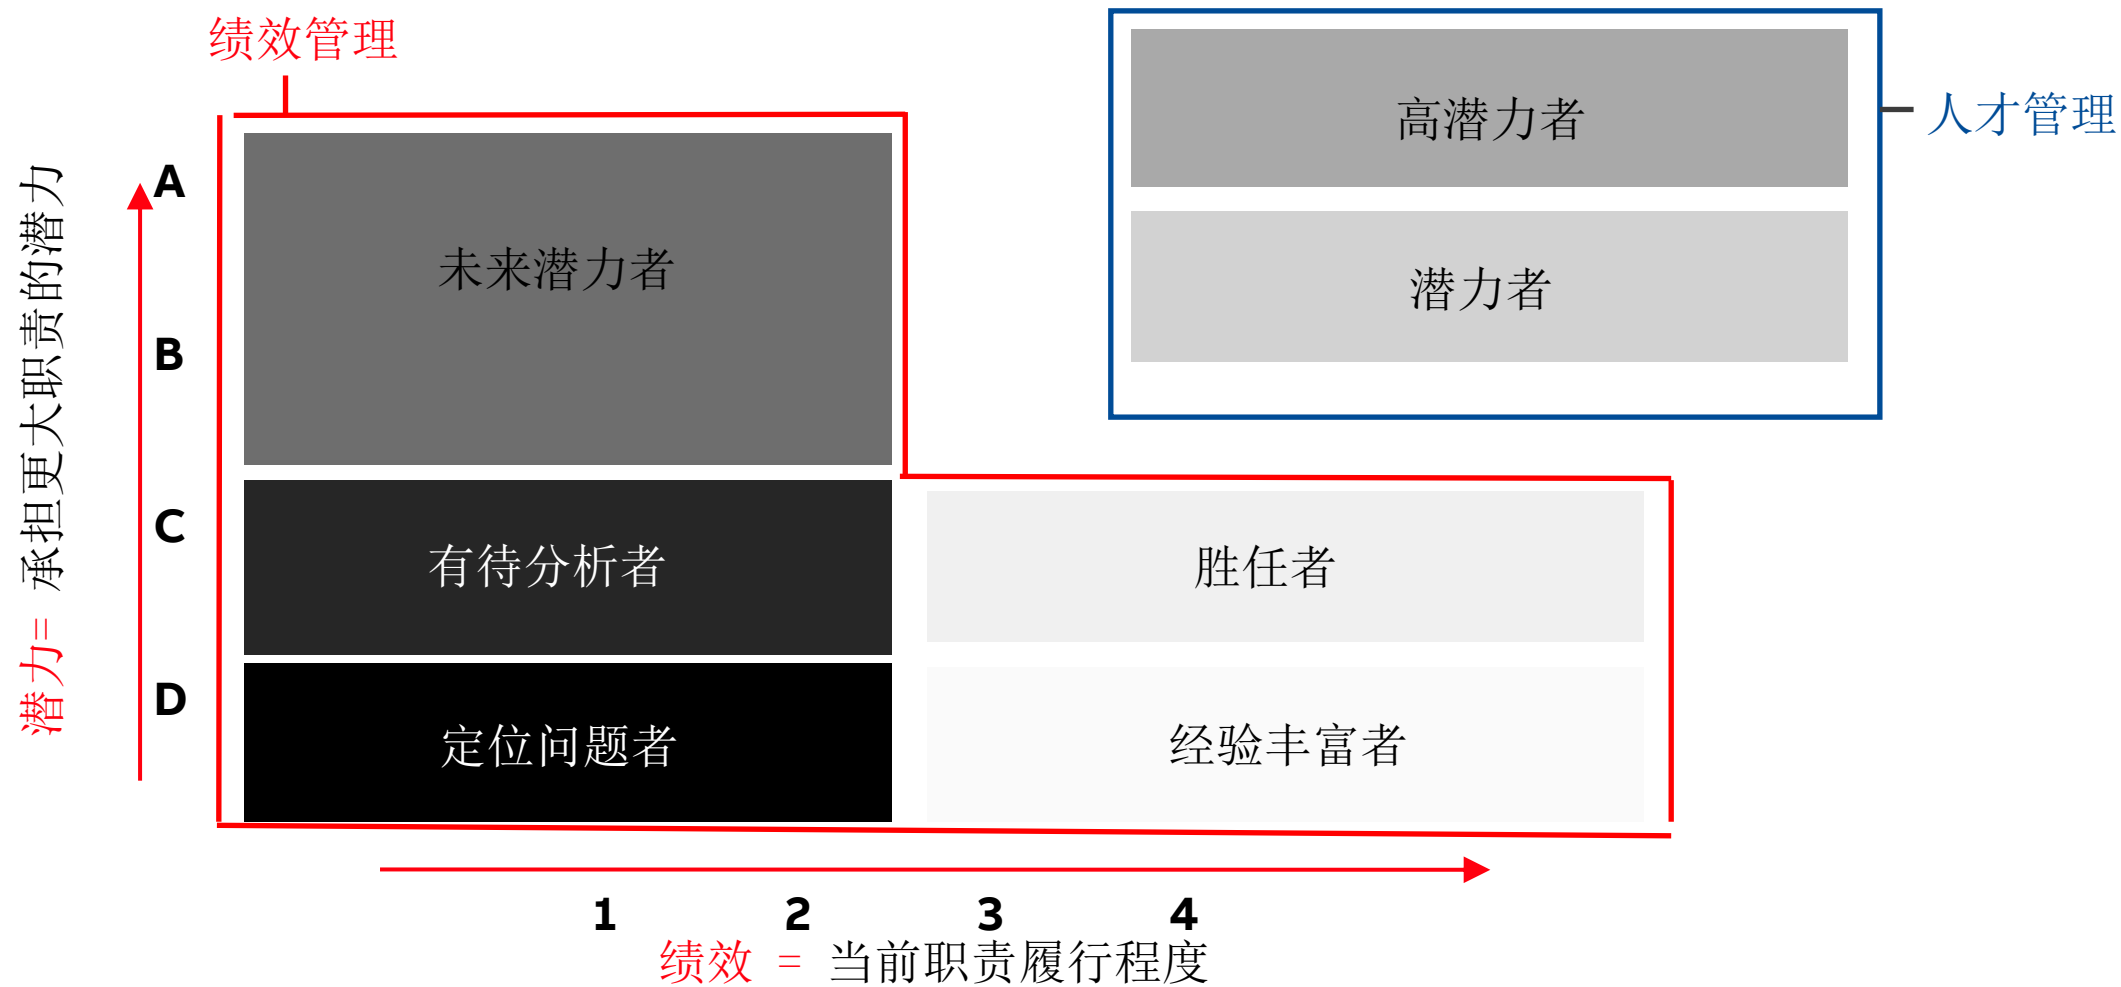 绩效管理
高潜力者
人才管理
潜力者
潜力= 承担更大职责的潜力
A
B
C
D
未来潜力者
有待分析者
胜任者
定位问题者
经验丰富者
1 2 3 4
绩效 = 当前职责履行程度